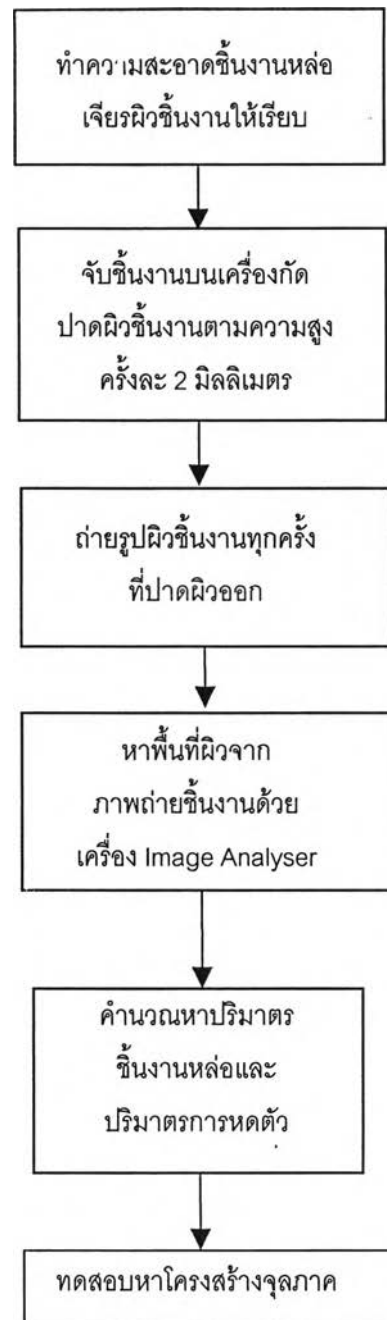 ทำความสะอาดชิ้นงานหล่อ
เจียรผิวชิ้นงานให้เรียบ
จับชิ้นงานบนเครื่องกัด
ปาดผิวชิ้นงานตามความสูง
ครั้งละ 2 มิลลิเมตร
ถ่ายรูปผิวชิ้นงานทุกครั้ง
ที่ปาดผิวออก
หาพื้นที่ผิวจาก
ภาพถ่ายชิ้นงานด้วย
เครื่อง Image Analyser
คำนวณหาปริมาตร
ชิ้นงานหล่อและ
ปริมาตรการหดตัว
ทดสอบหาโครงสร้างจุลภาค